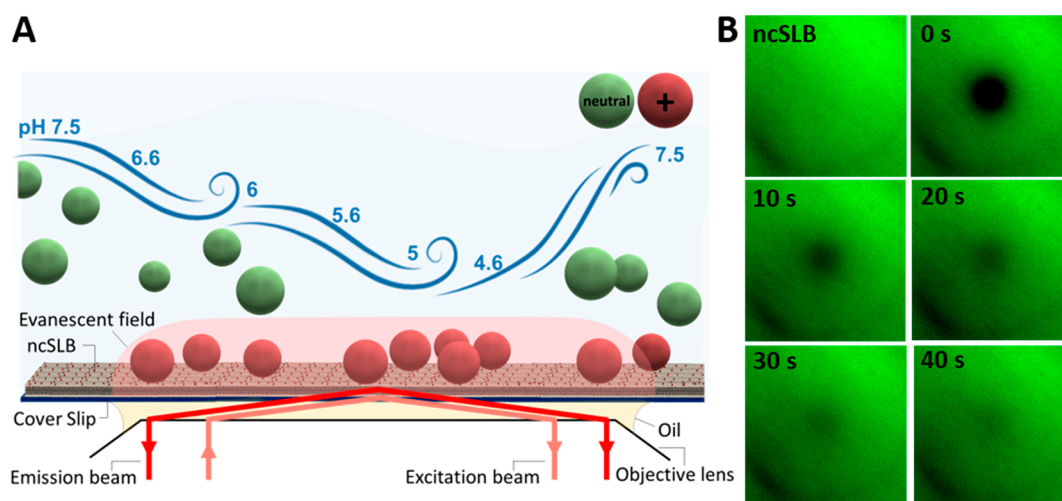 A
neutral
+
pH 7.5
6.6
6
5.6
5
4.6
7.5
Evanescent field
ncSLB
Cover Slip
Emission beam
Excitation beam
Oil
Objective lens
B
ncSLB
0 s
10 s
20 s
30 s
40 s